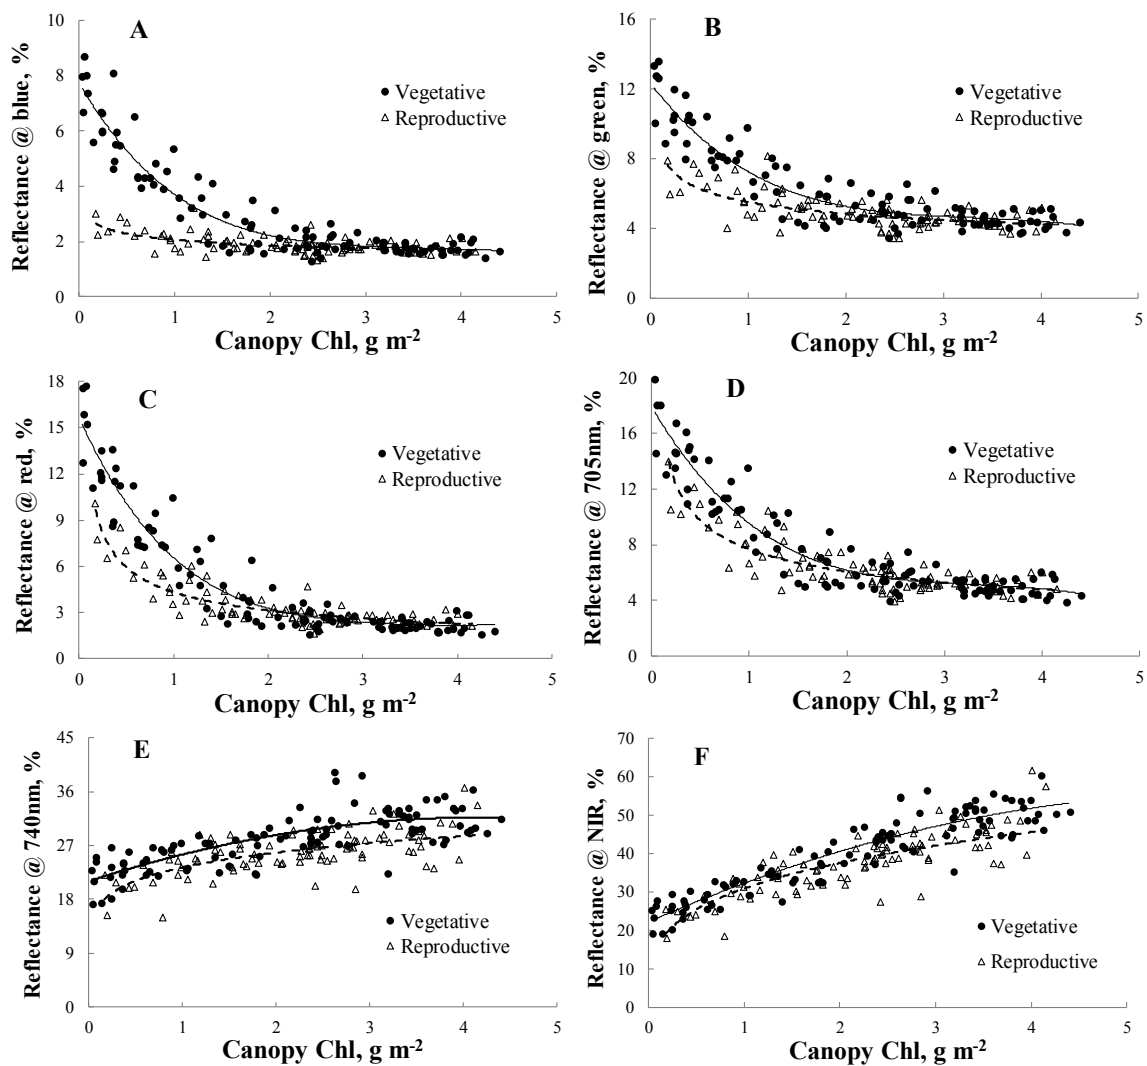 A
Reflectance @ blue, %
10
8
6
4
2
0
0 1 2 3 4 5
Canopy Chl, g m-2
Vegetative
Reproductive
B
Reflectance @ green, %
16
12
8
4
0
0 1 2 3 4 5
Canopy Chl, g m-2
Vegetative
Reproductive
C
Reflectance @ red, %
18
15
12
9
6
3
0
0 1 2 3 4 5
Canopy Chl, g m-2
Vegetative
Reproductive
D
Reflectance @ 705nm, %
20
16
12
8
4
0
0 1 2 3 4 5
Canopy Chl, g m-2
Vegetative
Reproductive
E
Reflectance @ 740nm, %
45
36
27
18
9
0
0 1 2 3 4 5
Canopy Chl, g m-2
Vegetative
Reproductive
F
Reflectance @ NIR, %
70
60
50
40
30
20
10
0
0 1 2 3 4 5
Canopy Chl, g m-2
Vegetative
Reproductive